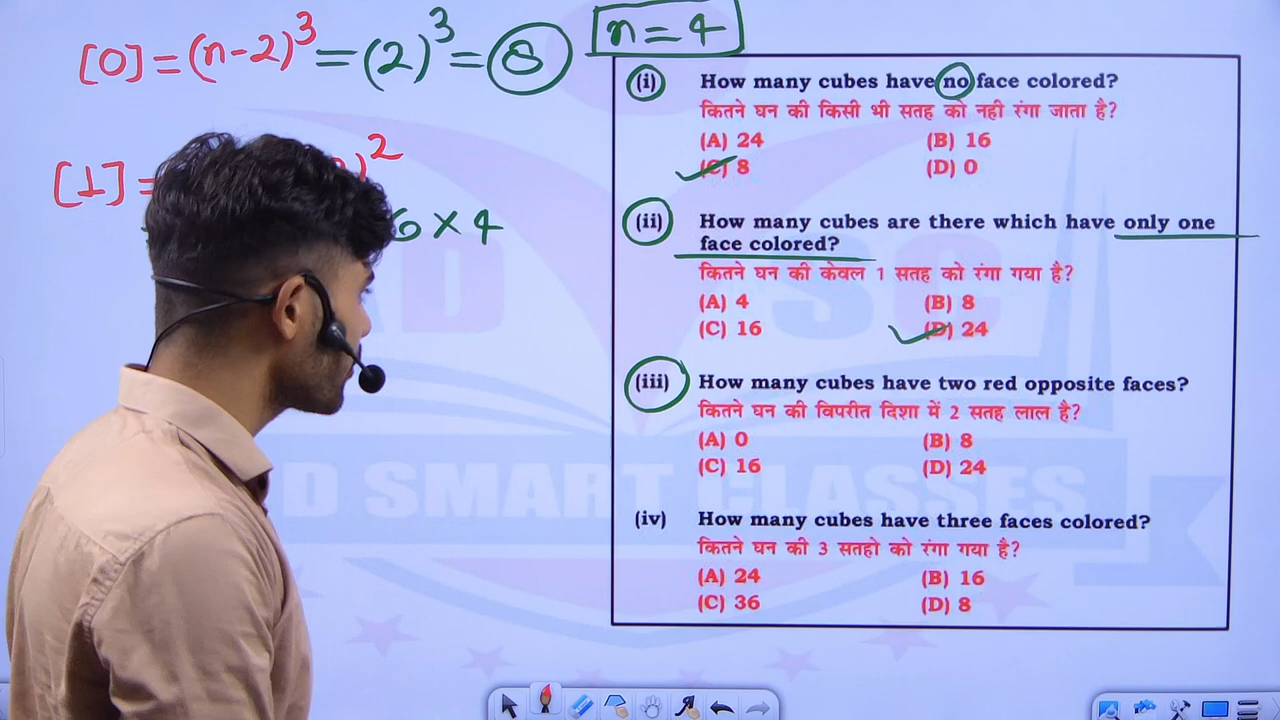 [0] = (n-2)³ = (2)³ = 8
n = 4
[1] =
)²
6 × 4
(i) How many cubes have no face colored?
कितने घन की किसी भी सतह को नही रंगा जाता है?
(A) 24 (B) 16
(C) 8 (D) 0
(ii) How many cubes are there which have only one
face colored?
कितने घन की केवल 1 सतह को रंगा गया है?
(A) 4 (B) 8
(C) 16 (D) 24
(iii) How many cubes have two red opposite faces?
कितने घन की विपरीत दिशा में 2 सतह लाल है?
(A) 0 (B) 8
(C) 16 (D) 24
(iv) How many cubes have three faces colored?
कितने घन की 3 सतहो को रंगा गया है?
(A) 24 (B) 16
(C) 36 (D) 8
D SMART CLASSES